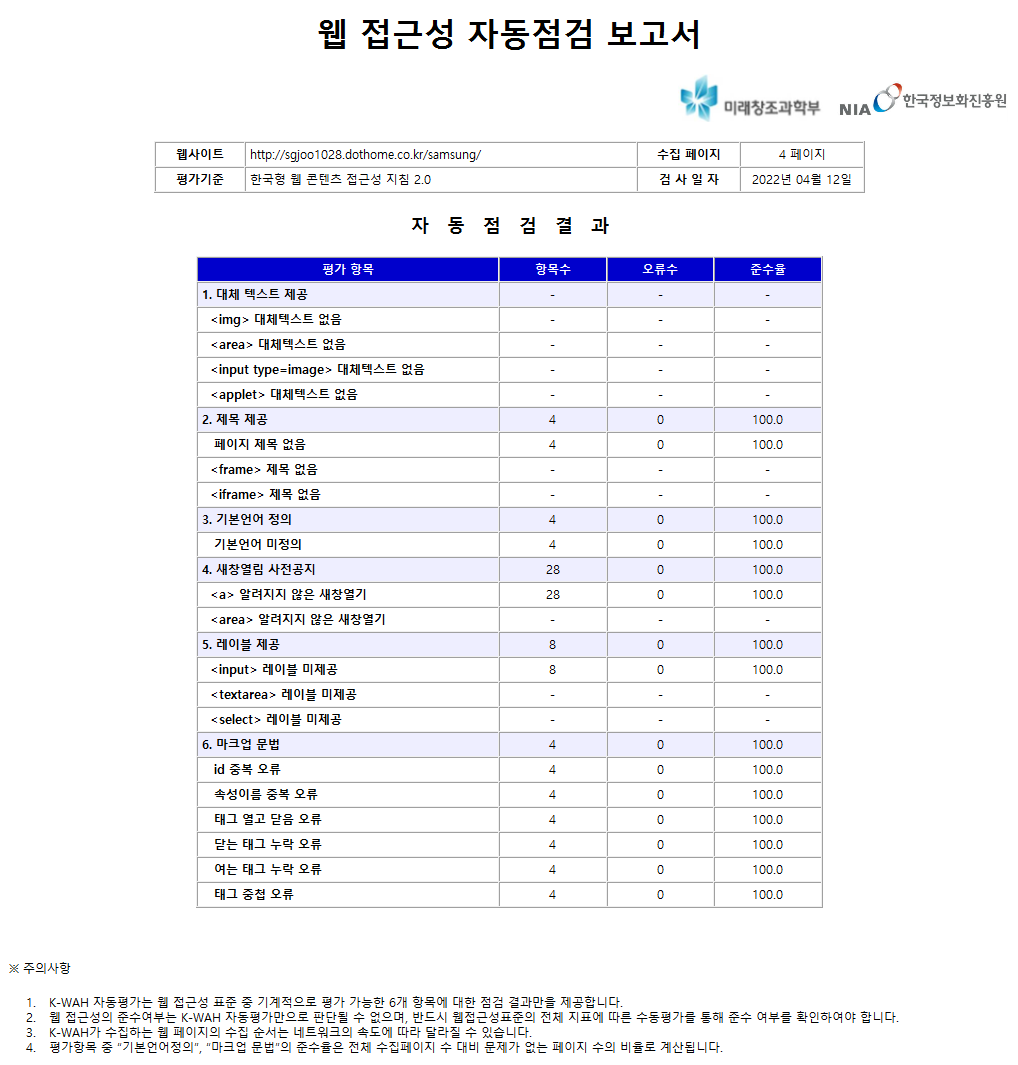 웹 접근성 자동점검 보고서
미래창조과학부 NIA 한국정보화진흥원
웹사이트 http://sgjoo1028.dothome.co.kr/samsung/ 수집 페이지 4 페이지
평가기준 한국형 웹 콘텐츠 접근성 지침 2.0 검 사 일 자 2022년 04월 12일
자 동 점 검 결 과
평가 항목 항목수 오류수 준수율
1. 대체 텍스트 제공 - - -
<img> 대체텍스트 없음 - - -
<area> 대체텍스트 없음 - - -
<input type=image> 대체텍스트 없음 - - -
<applet> 대체텍스트 없음 - - -
2. 제목 제공 4 0 100.0
페이지 제목 없음 4 0 100.0
<frame> 제목 없음 - - -
<iframe> 제목 없음 - - -
3. 기본언어 정의 4 0 100.0
기본언어 미정의 4 0 100.0
4. 새창열림 사전공지 28 0 100.0
<a> 알려지지 않은 새창열기 28 0 100.0
<area> 알려지지 않은 새창열기 - - -
5. 레이블 제공 8 0 100.0
<input> 레이블 미제공 8 0 100.0
<textarea> 레이블 미제공 - - -
<select> 레이블 미제공 - - -
6. 마크업 문법 4 0 100.0
id 중복 오류 4 0 100.0
속성이름 중복 오류 4 0 100.0
태그 열고 닫음 오류 4 0 100.0
닫는 태그 누락 오류 4 0 100.0
여는 태그 누락 오류 4 0 100.0
태그 중첩 오류 4 0 100.0
※ 주의사항
1. K-WAH 자동평가는 웹 접근성 표준 중 기계적으로 평가 가능한 6개 항목에 대한 점검 결과만을 제공합니다.
2. 웹 접근성의 준수여부는 K-WAH 자동평가만으로 판단될 수 없으며, 반드시 웹접근성표준의 전체 지표에 따른 수동평가를 통해 준수 여부를 확인하여야 합니다.
3. K-WAH가 수집하는 웹 페이지의 수집 순서는 네트워크의 속도에 따라 달라질 수 있습니다.
4. 평가항목 중 "기본언어정의", "마크업 문법"의 준수율은 전체 수집페이지 수 대비 문제가 없는 페이지 수의 비율로 계산됩니다.